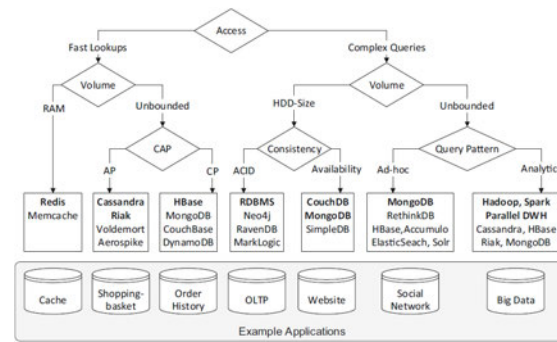 Access
Fast Lookups
Complex Queries
Volume
Volume
RAM
Unbounded
HDD-Size
Unbounded
CAP
Consistency
Query Pattern
AP
CP
ACID
Availability
Ad-hoc
Analytic
Redis
Memcache
Cassandra
Riak
Voldemort
Aerospike
HBase
MongoDB
CouchBase
DynamoDB
RDBMS
Neo4j
RavenDB
MarkLogic
CouchDB
MongoDB
SimpleDB
MongoDB
RethinkDB
HBase,Accumulo
ElasticSeach, Solr
Hadoop, Spark
Parallel DWH
Cassandra, HBase
Riak, MongoDB
Cache
Shopping-
basket
Order
History
OLTP
Website
Social
Network
Big Data
Example Applications